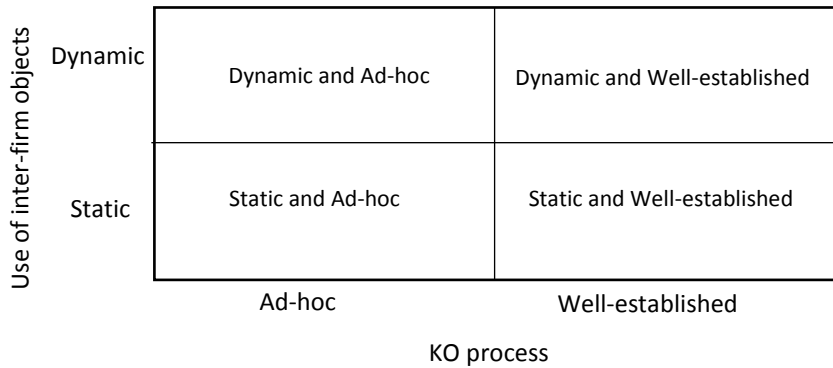 Use of inter-firm objects
Dynamic
Dynamic and Ad-hoc
Dynamic and Well-established
Static
Static and Ad-hoc
Static and Well-established
Ad-hoc
Well-established
KO process